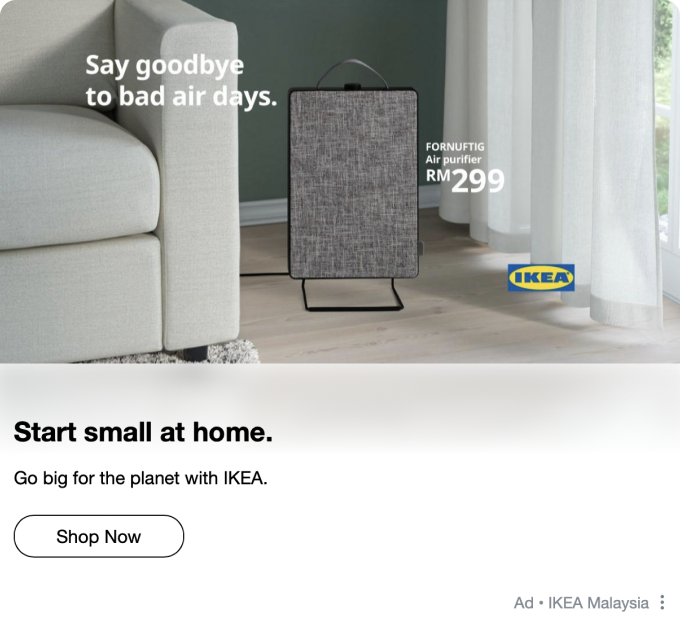 Say goodbye
to bad air days.
FÖRNUFTIG
Air purifier
RM299
IKEA
Start small at home.
Go big for the planet with IKEA.
Shop Now
Ad • IKEA Malaysia